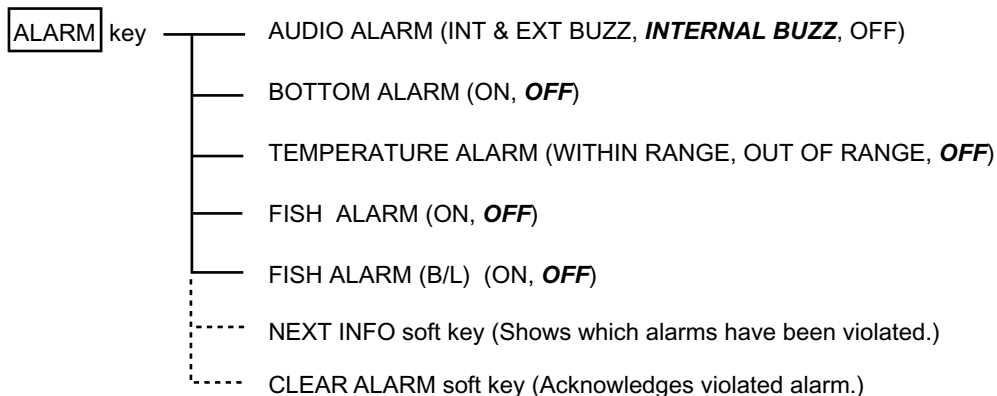 ALARM key
AUDIO ALARM (INT & EXT BUZZ, INTERNAL BUZZ, OFF)
BOTTOM ALARM (ON, OFF)
TEMPERATURE ALARM (WITHIN RANGE, OUT OF RANGE, OFF)
FISH ALARM (ON, OFF)
FISH ALARM (B/L) (ON, OFF)
NEXT INFO soft key (Shows which alarms have been violated.)
CLEAR ALARM soft key (Acknowledges violated alarm.)